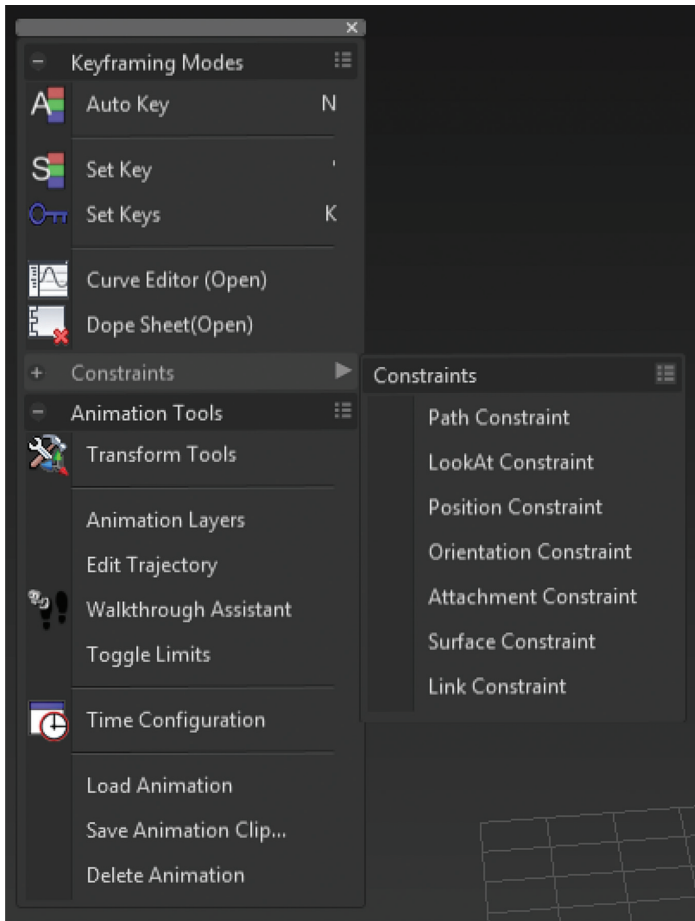 Keyframing Modes
Auto Key N
Set Key '
Set Keys K
Curve Editor (Open)
Dope Sheet(Open)
Constraints
Animation Tools
Transform Tools
Animation Layers
Edit Trajectory
Walkthrough Assistant
Toggle Limits
Time Configuration
Load Animation
Save Animation Clip...
Delete Animation
Constraints
Path Constraint
LookAt Constraint
Position Constraint
Orientation Constraint
Attachment Constraint
Surface Constraint
Link Constraint